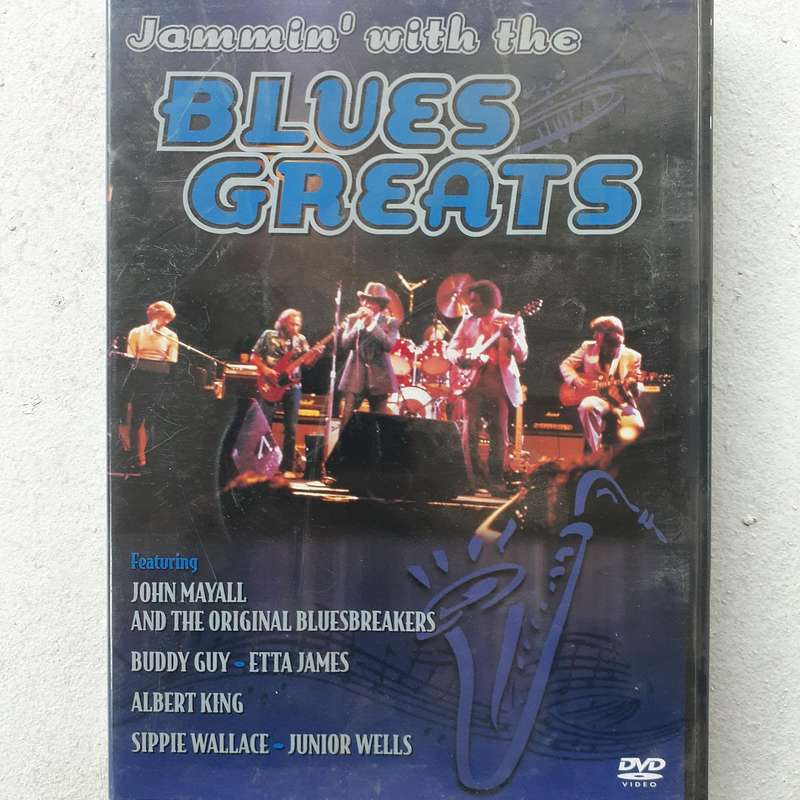 Jammin' with the
BLUES
GREATS
Featuring
JOHN MAYALL
AND THE ORIGINAL BLUESBREAKERS
BUDDY GUY - ETTA JAMES
ALBERT KING
SIPPIE WALLACE - JUNIOR WELLS
DVD
VIDEO